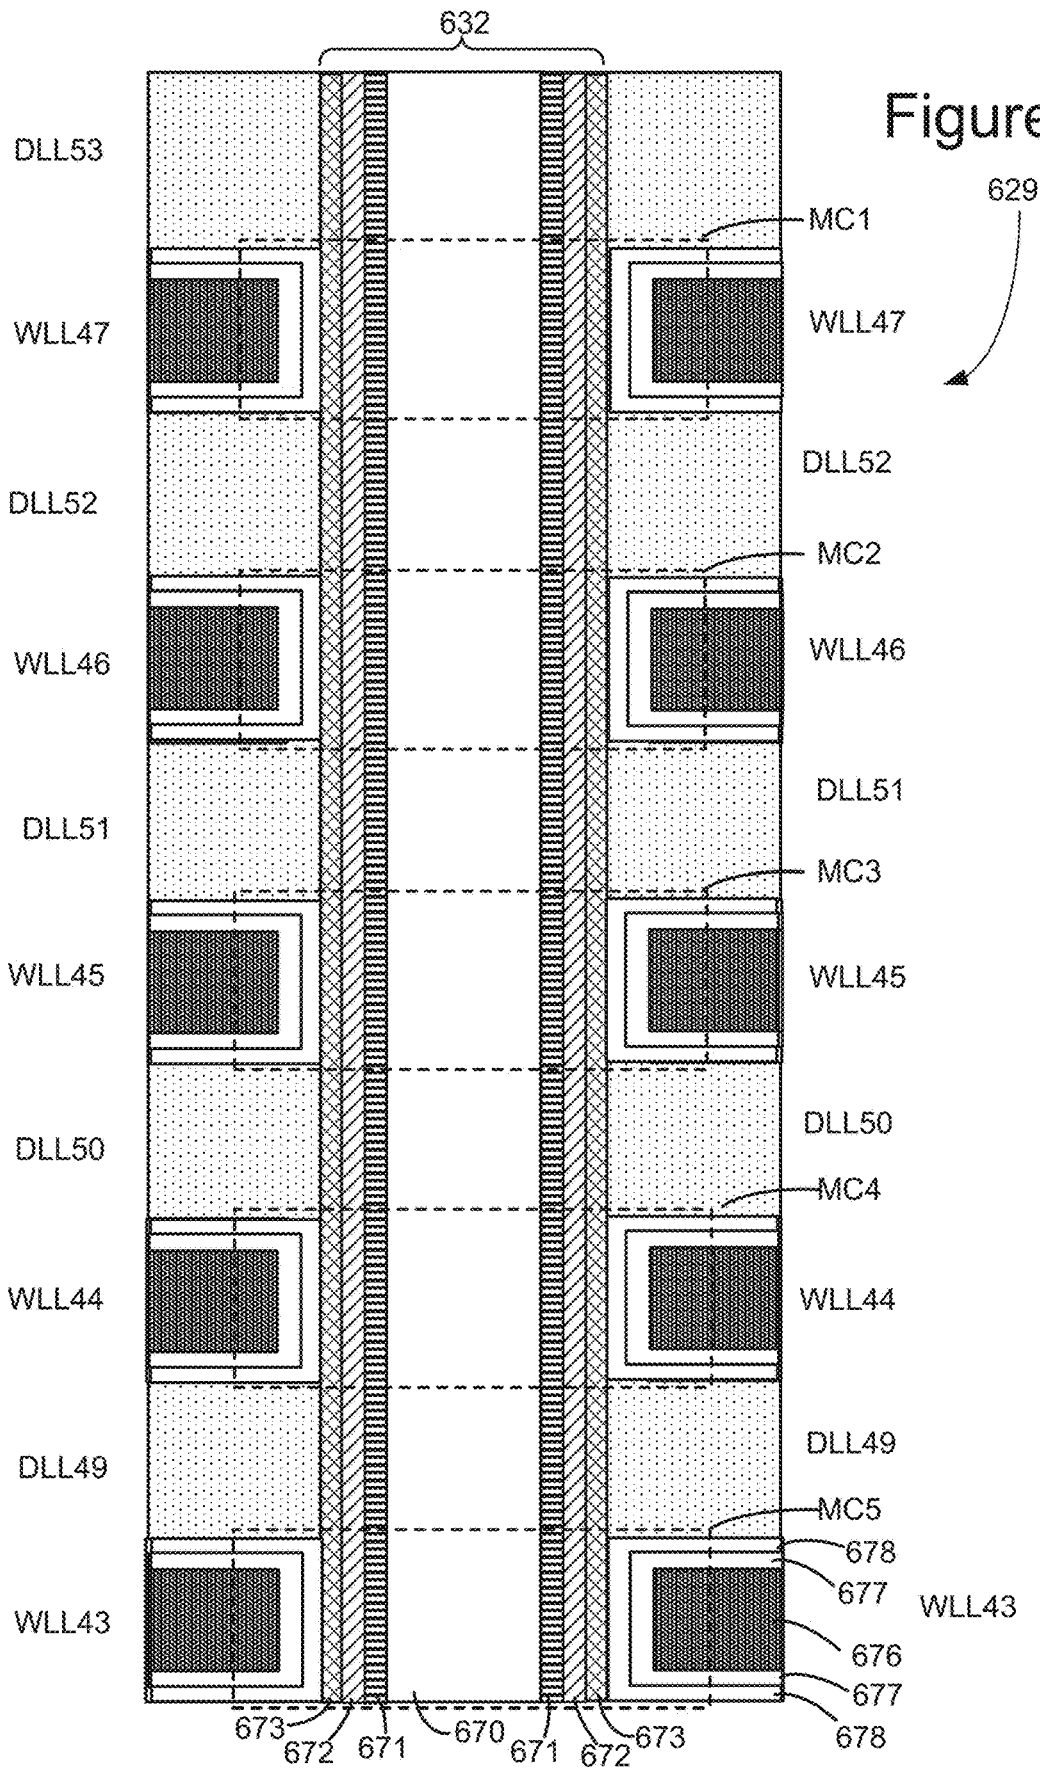 632
Figure
629
DLL53
MC1
WLL47
WLL47
DLL52
DLL52
MC2
WLL46
WLL46
DLL51
DLL51
MC3
WLL45
WLL45
DLL50
DLL50
MC4
WLL44
WLL44
DLL49
DLL49
MC5
678
677
WLL43
WLL43
676
677
678
673
672
671
670
671
672
673